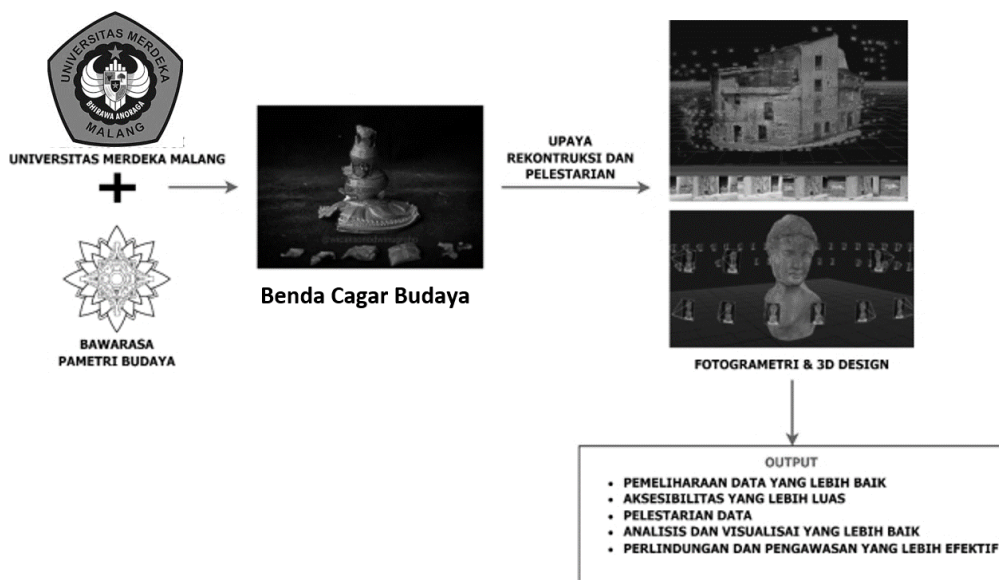 UNIVERSITAS MERDEKA
BHIRAWA ANORAGA
MALANG
UNIVERSITAS MERDEKA MALANG
+
BAWARASA
PAMETRI BUDAYA
Benda Cagar Budaya
UPAYA
REKONTRUKSI DAN
PELESTARIAN
FOTOGRAMETRI & 3D DESIGN
OUTPUT
• PEMELIHARAAN DATA YANG LEBIH BAIK
• AKSESIBILITAS YANG LEBIH LUAS
• PELESTARIAN DATA
• ANALISIS DAN VISUALISAI YANG LEBIH BAIK
• PERLINDUNGAN DAN PENGAWASAN YANG LEBIH EFEKTIF